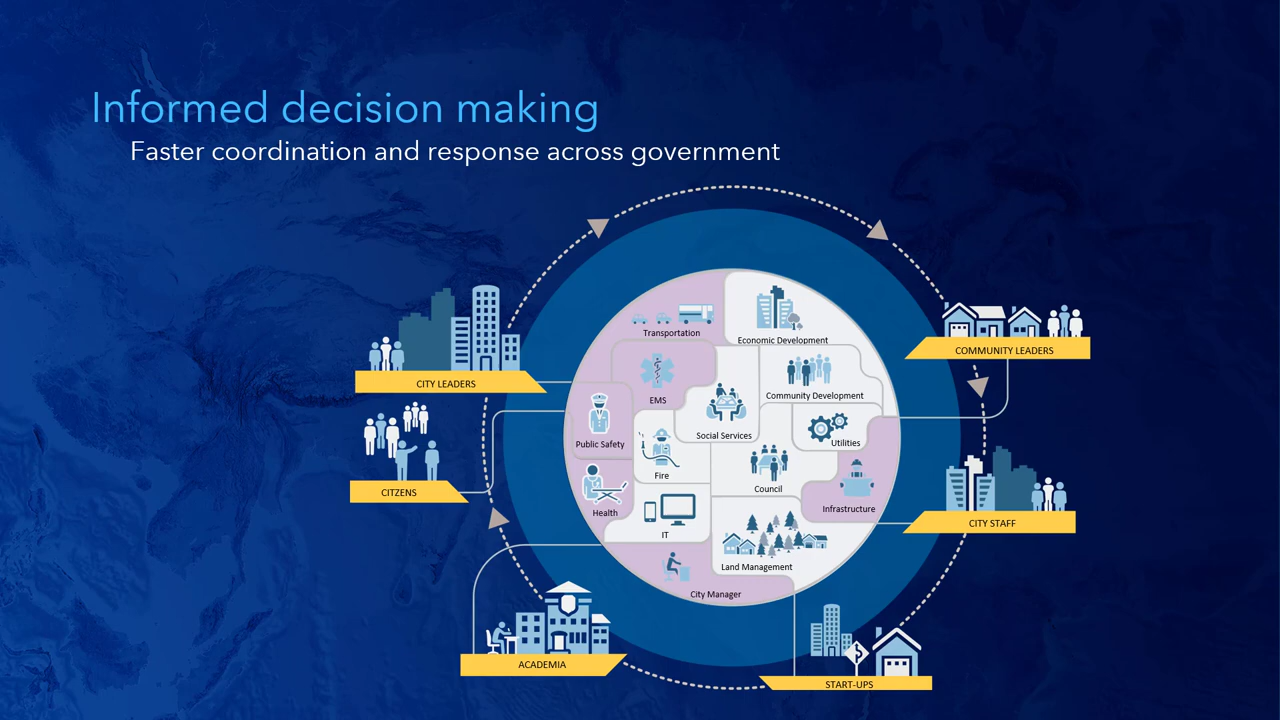 Informed decision making
Faster coordination and response across government
Transportation
Economic Development
COMMUNITY LEADERS
CITY LEADERS
EMS
Community Development
Public Safety
Social Services
Utilities
Fire
Council
CITZENS
Health
Infrastructure
IT
CITY STAFF
Land Management
City Manager
ACADEMIA
START-UPS